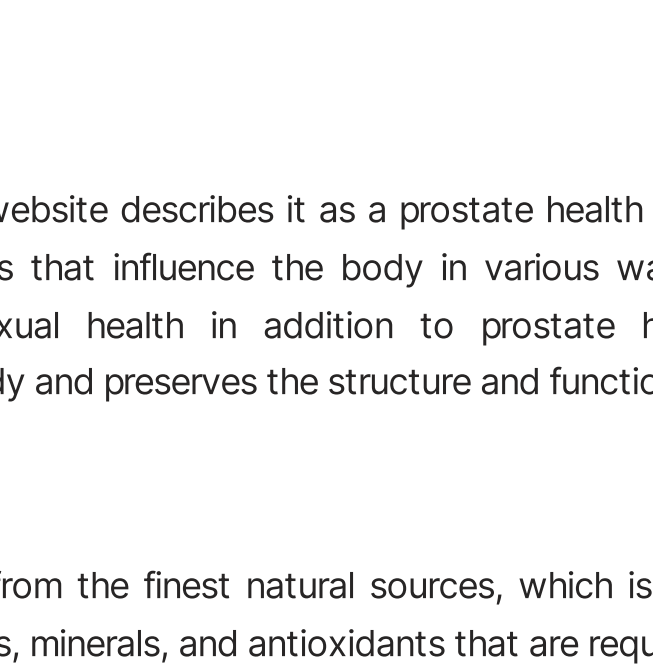 website describes it as a prostate health
s that influence the body in various wa
xual health in addition to prostate h
dy and preserves the structure and functio
from the finest natural sources, which is
s, minerals, and antioxidants that are requ